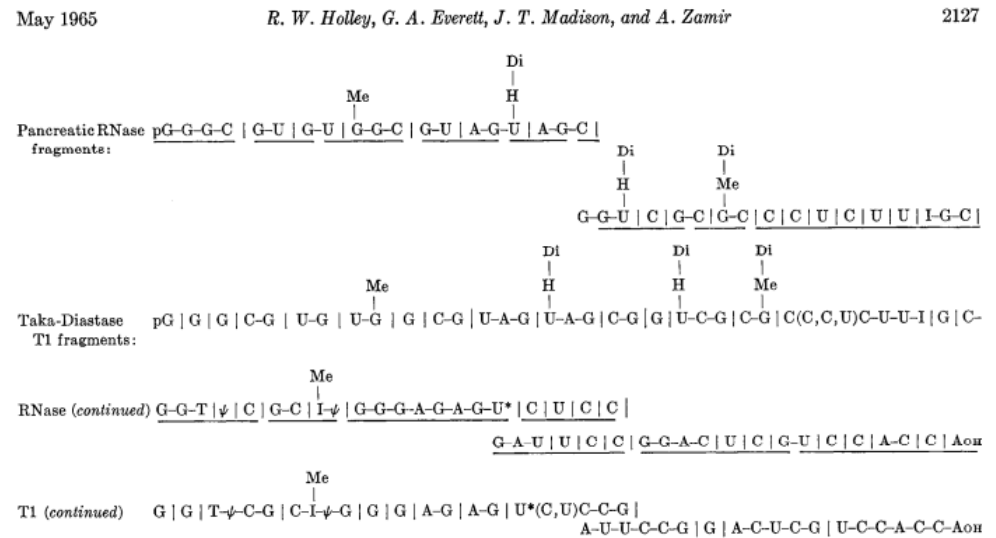 May 1965 R. W. Holley, G. A. Everett, J. T. Madison, and A. Zamir 2127
Di
|
Me H
| |
Pancreatic RNase pG-G-G-C | G-U | G-U | G-G-C | G-U | A-G-U | A-G-C |
fragments:
Di Di
| |
H Me
| |
G-G-U | C | G-C | G-C | C | C | U | C | U | U | I-G-C |
Di Di Di
| | |
Me H H Me
| | | |
Taka-Diastase pG | G | G | C-G | U-G | U-G | G | C-G | U-A-G | U-A-G | C-G | G | U-C-G | C-G | C(C,C,U)C-U-U-I | G | C-
T1 fragments:
Me
|
RNase (continued) G-G-T | ψ | C | G-C | I-ψ | G-G-G-A-G-A-G-U* | C | U | C | C |
G-A-U | U | C | C | G-G-A-C | U | C | G-U | C | C | A-C | C | AOH
Me
|
T1 (continued) G | G | T-ψ-C-G | C-I-ψ-G | G | G | A-G | A-G | U*(C,U)C-C-G |
A-U-U-C-C-G | G | A-C-U-C-G | U-C-C-A-C-C-AOH